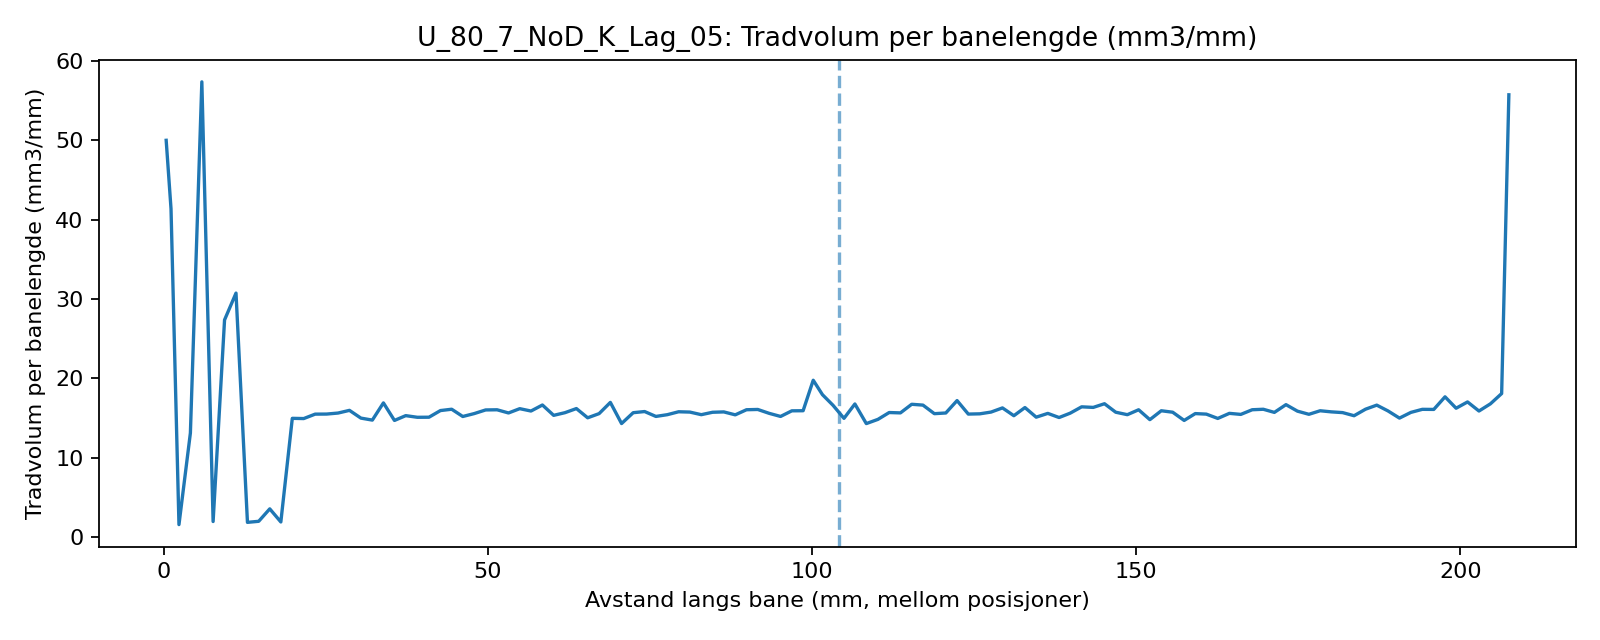 U_80_7_NoD_K_Lag_05: Tradvolum per banelengde (mm3/mm)
Tradvolum per banelengde (mm3/mm)
60
50
40
30
20
10
0
0 50 100 150 200
Avstand langs bane (mm, mellom posisjoner)